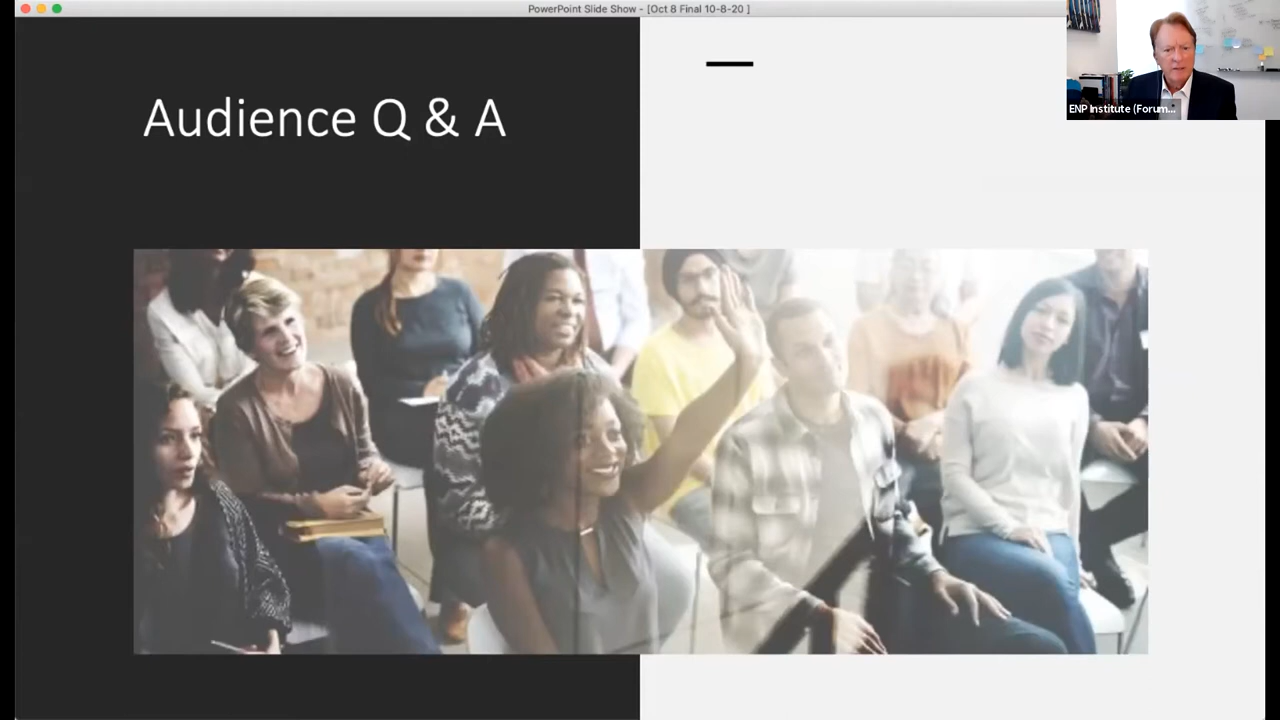 PowerPoint Slide Show - [Oct 8 Final 10-8-20 ]
Audience Q & A
ENP Institute (Forum...